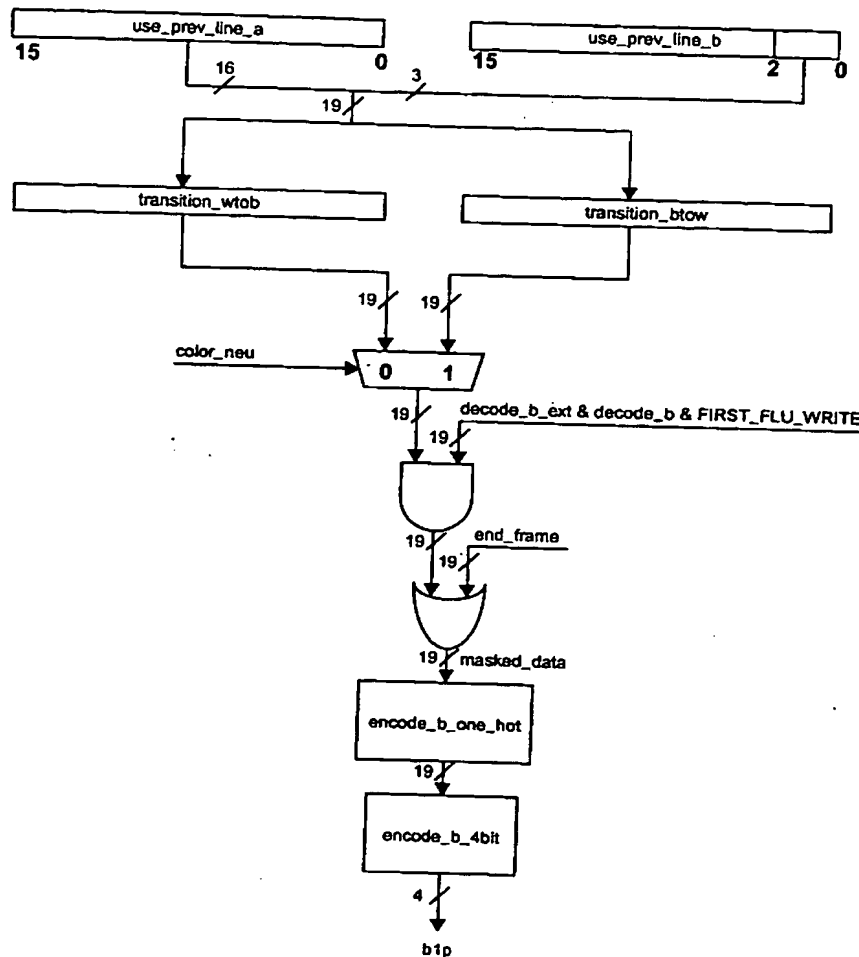 use_prev_line_a
use_prev_line_b
15 0 15 2 0
16 3
19
transition_wtob
transition_btow
19 19
color_neu
0 1
decode_b_ext & decode_b & FIRST_FLU_WRITE
19 19
end_frame
19 19
19 masked_data
encode_b_one_hot
19
encode_b_4bit
4
b1p